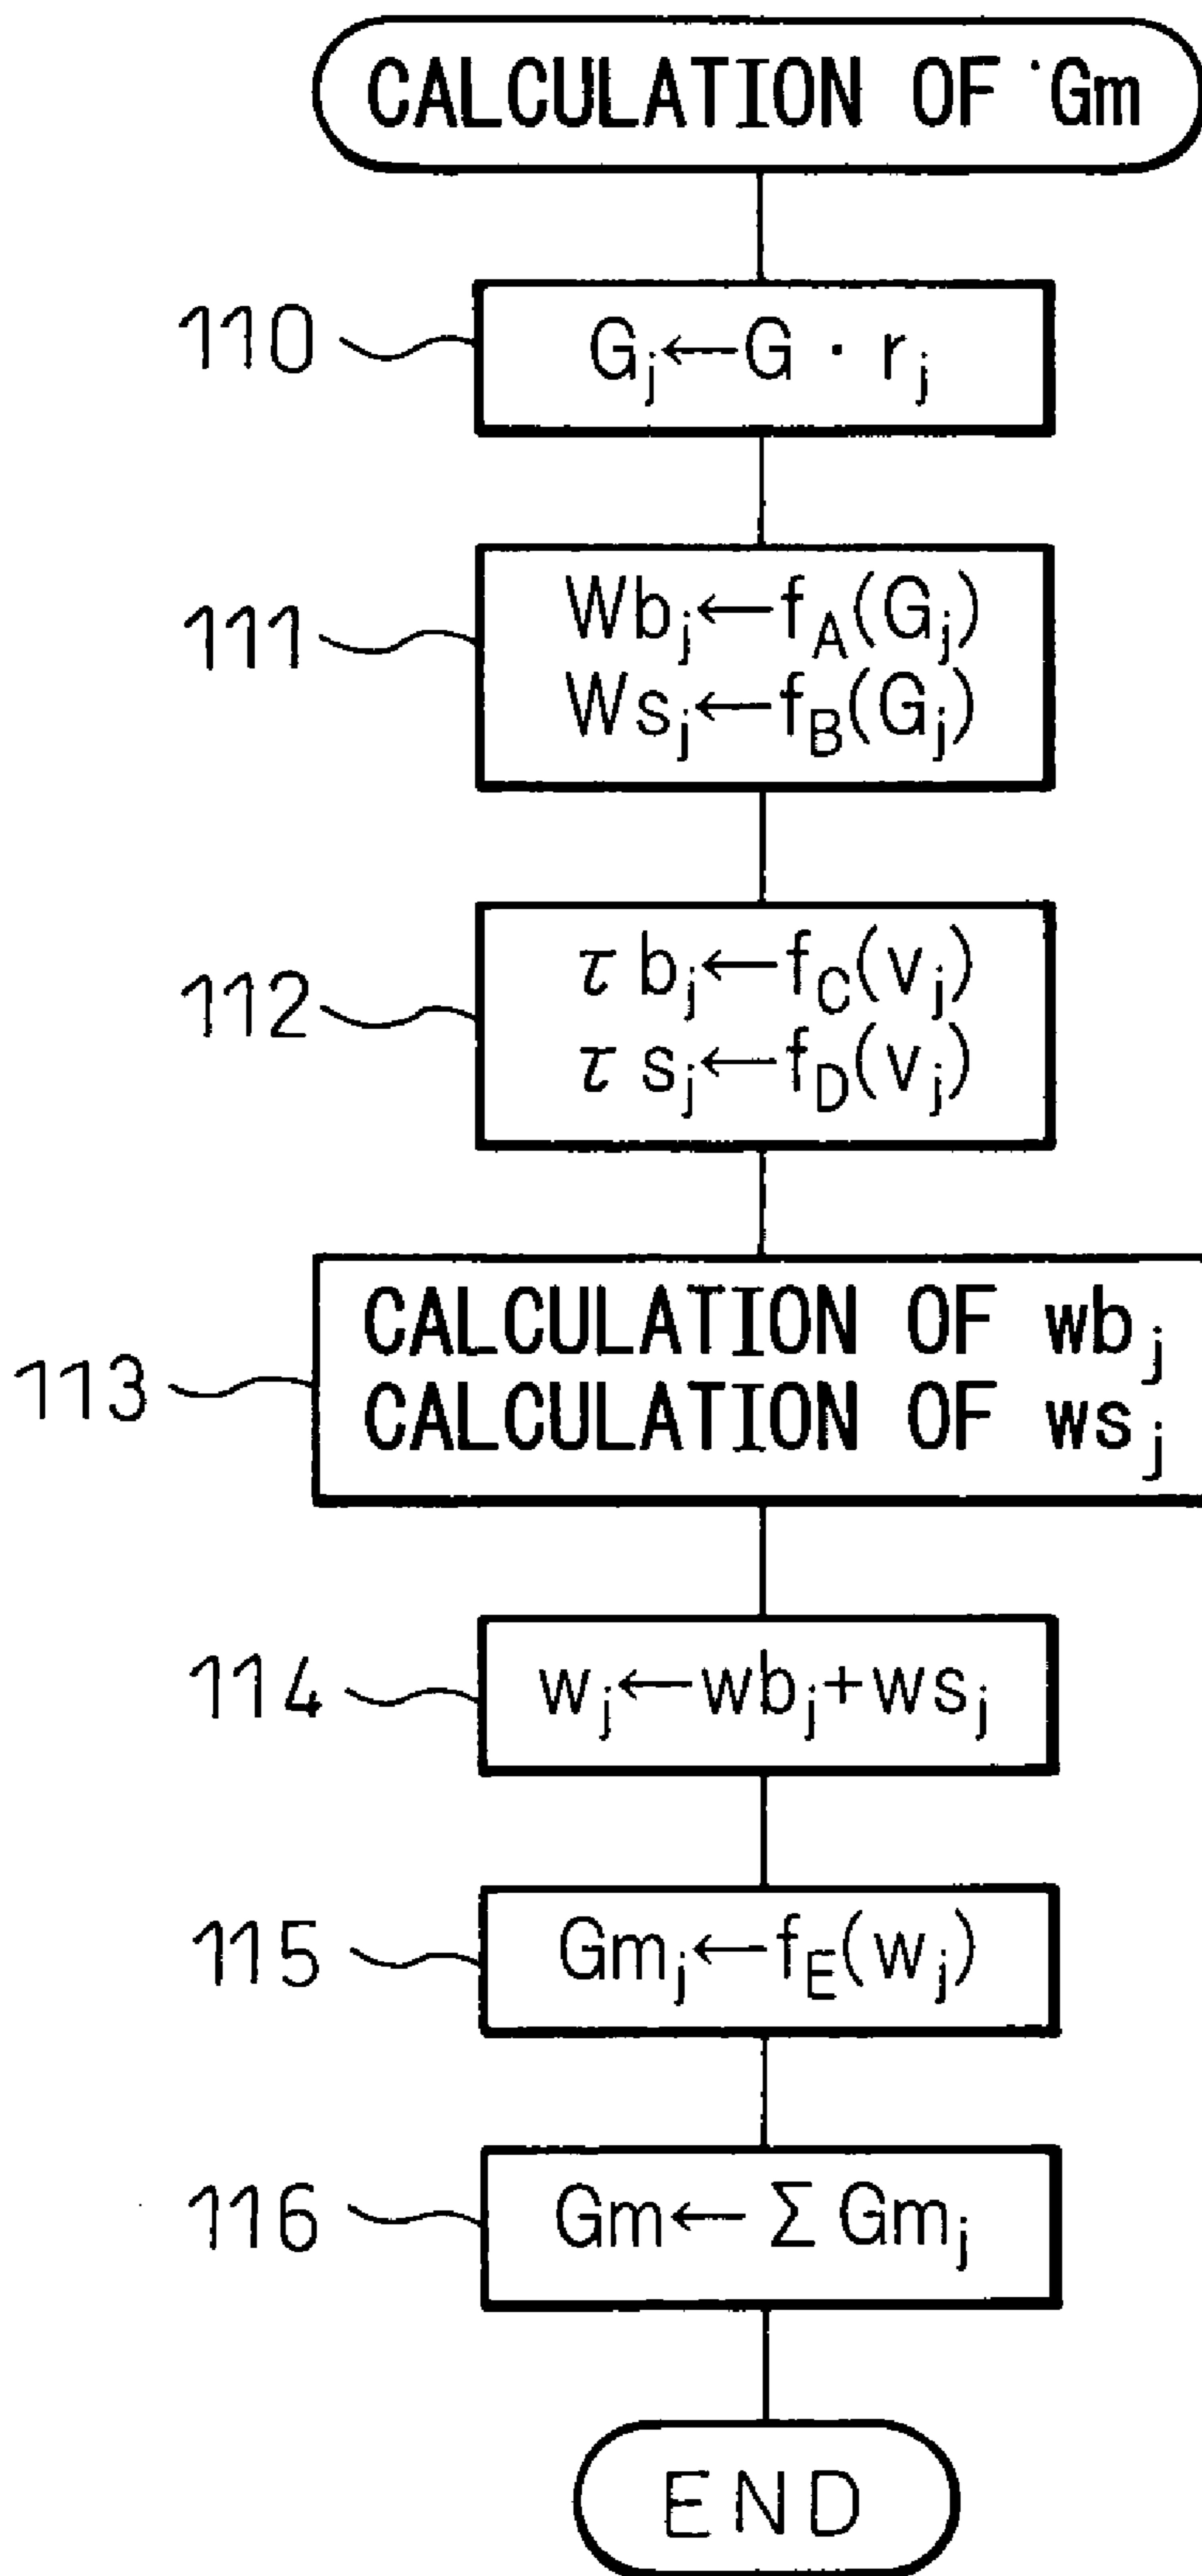 CALCULATION OF Gm
110
Gj←G · rj
111
Wbj←fA(Gj)
Wsj←fB(Gj)
112
τ bj←fC(vj)
τ sj←fD(vj)
113
CALCULATION OF wbj
CALCULATION OF wsj
114
wj←wbj+wsj
115
Gmj←fE(wj)
116
Gm← Σ Gmj
END